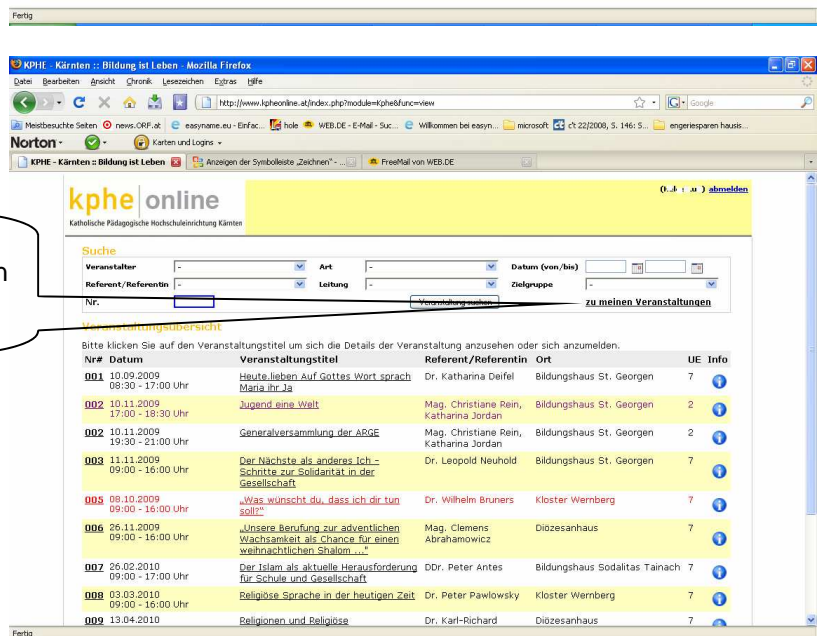 Fertig
KPHE - Kärnten :: Bildung ist Leben - Mozilla Firefox
Datei Bearbeiten Ansicht Chronik Lesezeichen Extras Hilfe
http://www.kpheonline.at/index.php?module=Kphe&func=view
Google
Meistbesuchte Seiten news.ORF.at easyname.eu - Einfac... hole WEB.DE - E-Mail - Suc... Willkommen bei easyn... microsoft c't 22/2008, S. 146: S... engeriesparen hausis...
Norton Karten und Logins
KPHE - Kärnten :: Bildung ist Leben Anzeigen der Symbolleiste „Zeichnen" - ... FreeMail von WEB.DE
abmelden
kphe online
Katholische Pädagogische Hochschuleinrichtung Kärnten
n
Suche
Veranstalter - Art - Datum (von/bis)
Referent/Referentin - Leitung - Zielgruppe -
Nr. Veranstaltung suchen zu meinen Veranstaltungen
Veranstaltungsübersicht
Bitte klicken Sie auf den Veranstaltungstitel um sich die Details der Veranstaltung anzusehen oder sich anzumelden.
Nr# Datum Veranstaltungstitel Referent/Referentin Ort UE Info
001 10.09.2009 Heute.lieben Auf Gottes Wort sprach Dr. Katharina Deifel Bildungshaus St. Georgen 7
08:30 - 17:00 Uhr Maria ihr Ja
002 10.11.2009 Jugend eine Welt Mag. Christiane Rein, Bildungshaus St. Georgen 2
17:00 - 18:30 Uhr Katharina Jordan
002 10.11.2009 Generalversammlung der ARGE Mag. Christiane Rein, Bildungshaus St. Georgen 2
19:30 - 21:00 Uhr Katharina Jordan
003 11.11.2009 Der Nächste als anderes Ich - Dr. Leopold Neuhold Bildungshaus St. Georgen 7
09:00 - 16:00 Uhr Schritte zur Solidarität in der
Gesellschaft
005 08.10.2009 „Was wünscht du, dass ich dir tun Dr. Wilhelm Bruners Kloster Wernberg 7
09:00 - 16:00 Uhr soll?"
006 26.11.2009 „Unsere Berufung zur adventlichen Mag. Clemens Diözesanhaus 7
09:00 - 16:00 Uhr Wachsamkeit als Chance für einen Abrahamowicz
weihnachtlichen Shalom ..."
007 26.02.2010 Der Islam als aktuelle Herausforderung DDr. Peter Antes Bildungshaus Sodalitas Tainach 7
09:00 - 17:00 Uhr für Schule und Gesellschaft
008 03.03.2010 Religiöse Sprache in der heutigen Zeit Dr. Peter Pawlowsky Kloster Wernberg 7
09:00 - 16:00 Uhr
009 13.04.2010 Religionen und Religiöse Dr. Karl-Richard Diözesanhaus 7
Fertig